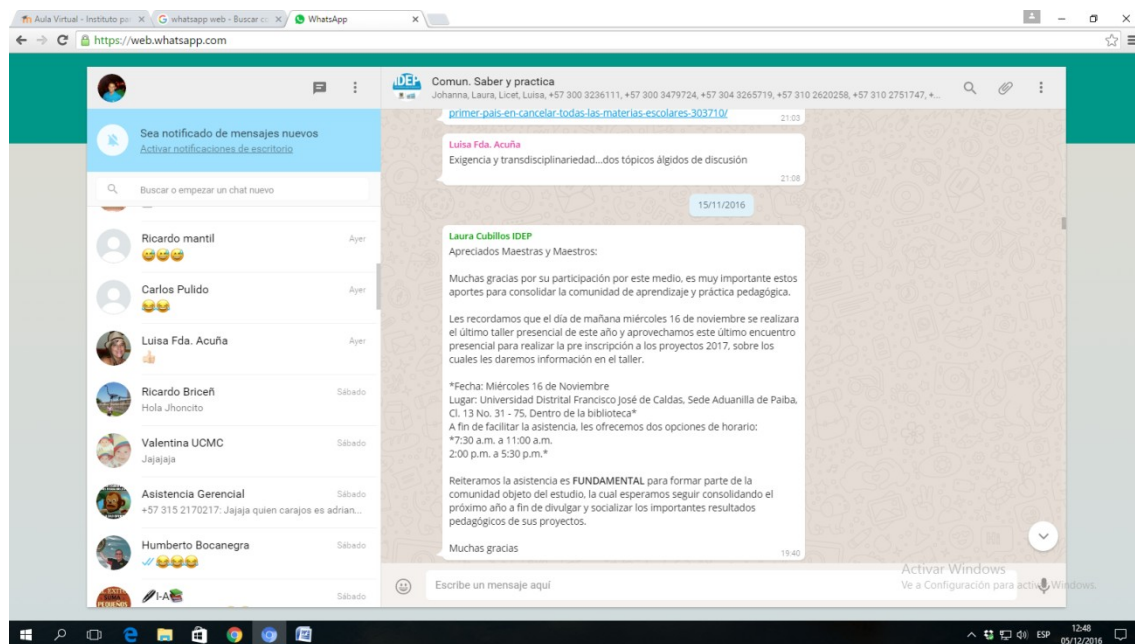 Aula Virtual - Instituto pa
whatsapp web - Buscar c
WhatsApp
https://web.whatsapp.com
IDEP
Comun. Saber y practica
Johanna, Laura, Licet, Luisa, +57 300 3236111, +57 300 3479724, +57 304 3265719, +57 310 2620258, +57 310 2751747, +...
Sea notificado de mensajes nuevos
Activar notificaciones de escritorio
Buscar o empezar un chat nuevo
Ricardo mantil
Ayer
😅😅😅
Carlos Pulido
Ayer
😂😂
Luisa Fda. Acuña
Ayer
👍
Ricardo Briceñ
Sábado
Hola Jhoncito
Valentina UCMC
Sábado
Jajajaja
Asistencia Gerencial
Sábado
+57 315 2170217: Jajaja quien carajos es adrian...
Humberto Bocanegra
Sábado
😂😂😂
I-A
Sábado
primer-pais-en-cancelar-todas-las-materias-escolares-303710/
21:03
Luisa Fda. Acuña
Exigencia y transdisciplinariedad...dos tópicos álgidos de discusión
21:08
15/11/2016
Laura Cubillos IDEP
Apreciados Maestras y Maestros:
Muchas gracias por su participación por este medio, es muy importante estos
aportes para consolidar la comunidad de aprendizaje y práctica pedagógica.
Les recordamos que el día de mañana miércoles 16 de noviembre se realizara
el último taller presencial de este año y aprovechamos este último encuentro
presencial para realizar la pre inscripción a los proyectos 2017, sobre los
cuales les daremos información en el taller.
*Fecha: Miércoles 16 de Noviembre
Lugar: Universidad Distrital Francisco José de Caldas, Sede Aduanilla de Paiba,
Cl. 13 No. 31 - 75, Dentro de la biblioteca*
A fin de facilitar la asistencia, les ofrecemos dos opciones de horario:
*7:30 a.m. a 11:00 a.m.
2:00 p.m. a 5:30 p.m.*
Reiteramos la asistencia es FUNDAMENTAL para formar parte de la
comunidad objeto del estudio, la cual esperamos seguir consolidando el
próximo año a fin de divulgar y socializar los importantes resultados
pedagógicos de sus proyectos.
Muchas gracias
19:40
Escribe un mensaje aquí
Activar Windows
Ve a Configuración para activar Windows.
ESP
12:48
05/12/2016